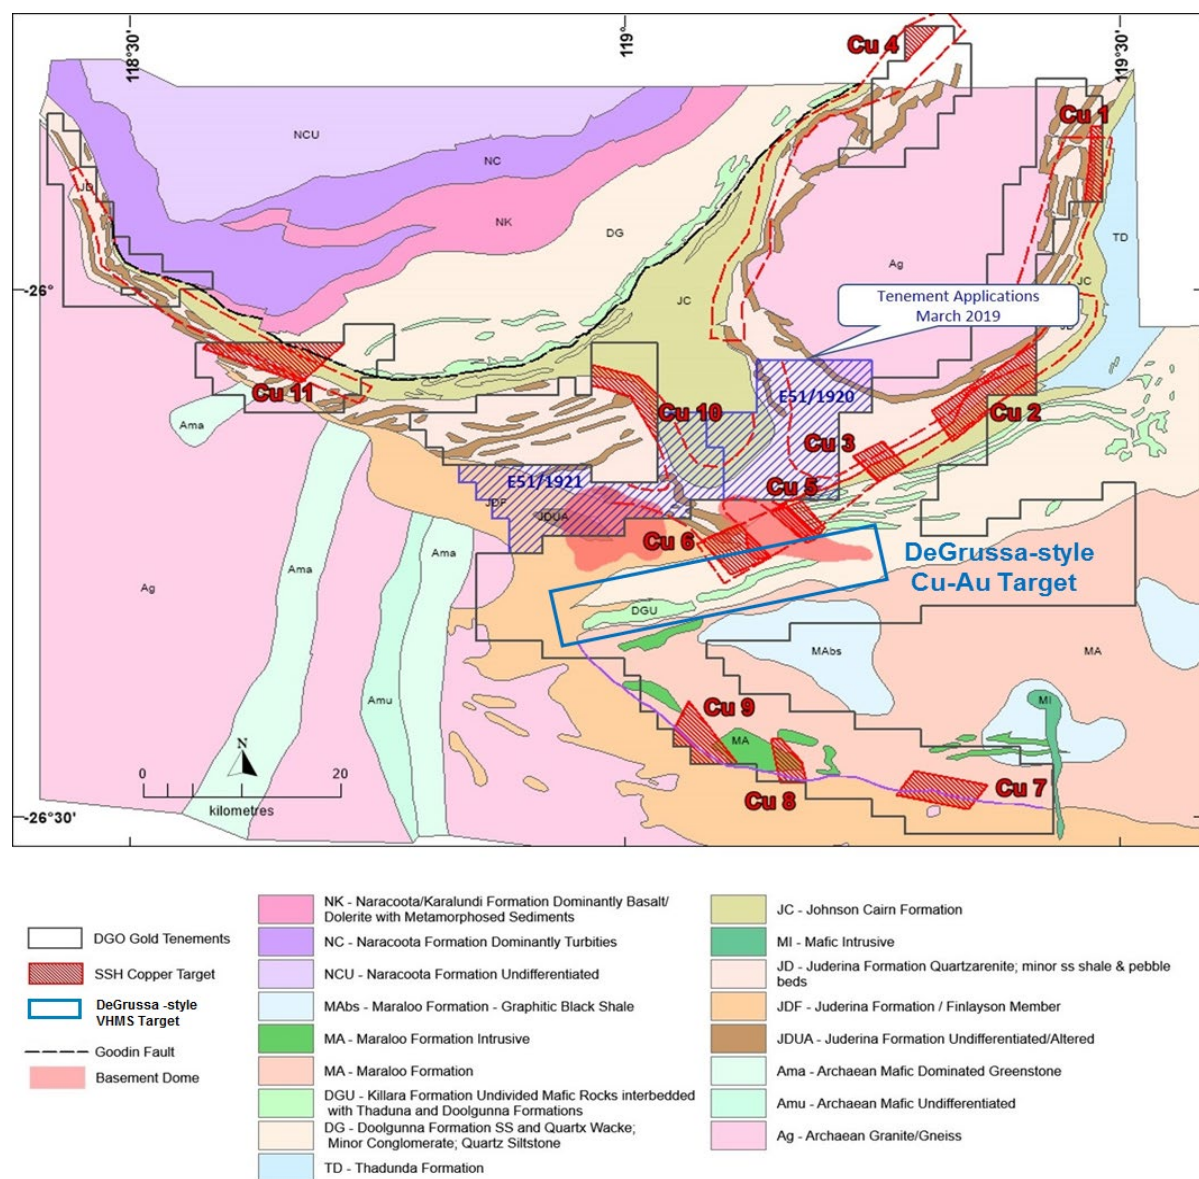 118°30'
119°
119°30'
Cu 4
Cu 1
NCU
NC
JD
NK
DG
TD
Ag
-26°
JC
JC
Tenement Applications
March 2019
Cu 11
E51/1920
Cu 10
Cu 2
Ama
Cu 3
E51/1921
Cu 5
JDF
JDUA
Cu 6
Ama
DeGrussa-style
Cu-Au Target
Ama
Ag
DGU
MAbs
MA
Amu
MI
Cu 9
MA
N
0
20
kilometres
Cu 7
Cu 8
-26°30'
DGO Gold Tenements
SSH Copper Target
DeGrussa -style
VHMS Target
Goodin Fault
Basement Dome
NK - Naracoota/Karalundi Formation Dominantly Basalt/
Dolerite with Metamorphosed Sediments
NC - Naracoota Formation Dominantly Turbities
NCU - Naracoota Formation Undifferentiated
MAbs - Maraloo Formation - Graphitic Black Shale
MA - Maraloo Formation Intrusive
MA - Maraloo Formation
DGU - Killara Formation Undivided Mafic Rocks interbedded
with Thaduna and Doolgunna Formations
DG - Doolgunna Formation SS and Quartx Wacke;
Minor Conglomerate; Quartz Siltstone
TD - Thadunda Formation
JC - Johnson Cairn Formation
MI - Mafic Intrusive
JD - Juderina Formation Quartzarenite; minor ss shale & pebble
beds
JDF - Juderina Formation / Finlayson Member
JDUA - Juderina Formation Undifferentiated/Altered
Ama - Archaean Mafic Dominated Greenstone
Amu - Archaean Mafic Undifferentiated
Ag - Archaean Granite/Gneiss